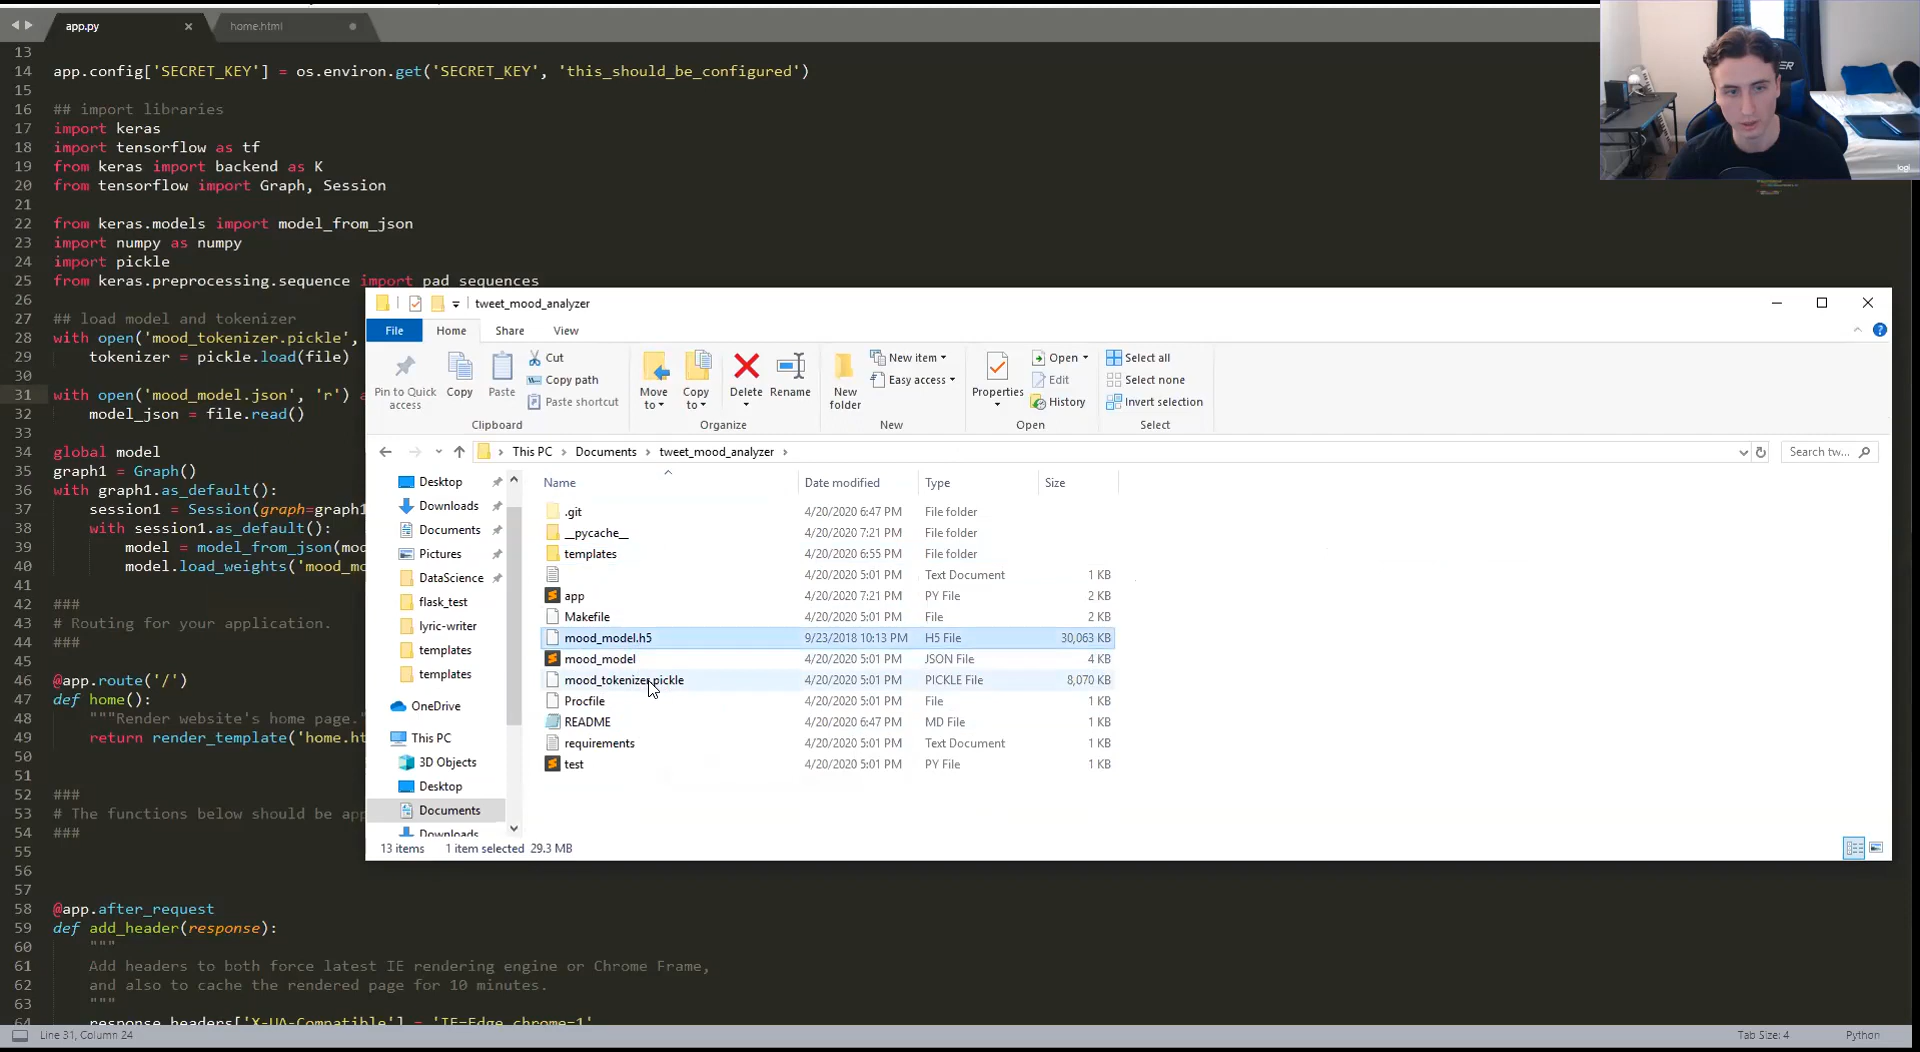 app.py
home.html
13
14 app.config['SECRET_KEY'] = os.environ.get('SECRET_KEY', 'this_should_be_configured')
15
16 ## import libraries
17 import keras
18 import tensorflow as tf
19 from keras import backend as K
20 from tensorflow import Graph, Session
21
22 from keras.models import model_from_json
23 import numpy as numpy
24 import pickle
25 from keras.preprocessing.sequence import pad_sequences
26
27 ## load model and tokenizer
28 with open('mood_tokenizer.pickle',
29 tokenizer = pickle.load(file)
30
31 with open('mood_model.json', 'r')
32 model_json = file.read()
33
34 global model
35 graph1 = Graph()
36 with graph1.as_default():
37 session1 = Session(graph=graph1
38 with session1.as_default():
39 model = model_from_json(mod
40 model.load_weights('mood_mo
41
42 ###
43 # Routing for your application.
44 ###
45
46 @app.route('/')
47 def home():
48 """Render website's home page."
49 return render_template('home.ht
50
51
52 ###
53 # The functions below should be app
54 ###
55
56
57
58 @app.after_request
59 def add_header(response):
60 """
61 Add headers to both force latest IE rendering engine or Chrome Frame,
62 and also to cache the rendered page for 10 minutes.
63 """
64 response.headers['X-UA-Compatible'] = 'IE=Edge,chrome=1'
Line 31, Column 24
Tab Size: 4
Python
logi
tweet_mood_analyzer
File Home Share View
Pin to Quick access
Copy
Paste
Cut
Copy path
Paste shortcut
Clipboard
Move to
Copy to
Delete
Rename
Organize
New folder
New item
Easy access
New
Properties
Open
Edit
History
Open
Select all
Select none
Invert selection
Select
This PC > Documents > tweet_mood_analyzer >
Search tw...
Desktop
Downloads
Documents
Pictures
DataScience
flask_test
lyric-writer
templates
templates
OneDrive
This PC
3D Objects
Desktop
Documents
Downloads
Name Date modified Type Size
.git 4/20/2020 6:47 PM File folder
__pycache__ 4/20/2020 7:21 PM File folder
templates 4/20/2020 6:55 PM File folder
4/20/2020 5:01 PM Text Document 1 KB
app 4/20/2020 7:21 PM PY File 2 KB
Makefile 4/20/2020 5:01 PM File 2 KB
mood_model.h5 9/23/2018 10:13 PM H5 File 30,063 KB
mood_model 4/20/2020 5:01 PM JSON File 4 KB
mood_tokenizer.pickle 4/20/2020 5:01 PM PICKLE File 8,070 KB
Procfile 4/20/2020 5:01 PM File 1 KB
README 4/20/2020 6:47 PM MD File 1 KB
requirements 4/20/2020 5:01 PM Text Document 1 KB
test 4/20/2020 5:01 PM PY File 1 KB
13 items 1 item selected 29.3 MB